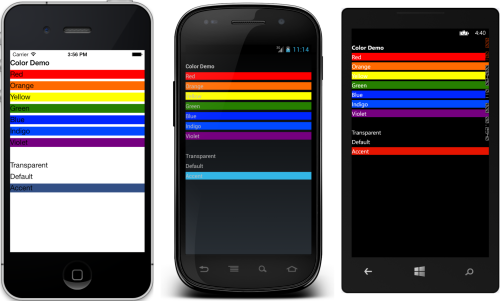 Carrier 3:56 PM
Color Demo
Red
Orange
Yellow
Green
Blue
Indigo
Violet
Transparent
Default
Accent
11:14
Color Demo
Red
Orange
Yellow
Green
Blue
Indigo
Violet
Transparent
Default
Accent
4:40
Color Demo
Red
Orange
Yellow
Green
Blue
Indigo
Violet
Transparent
Default
Accent